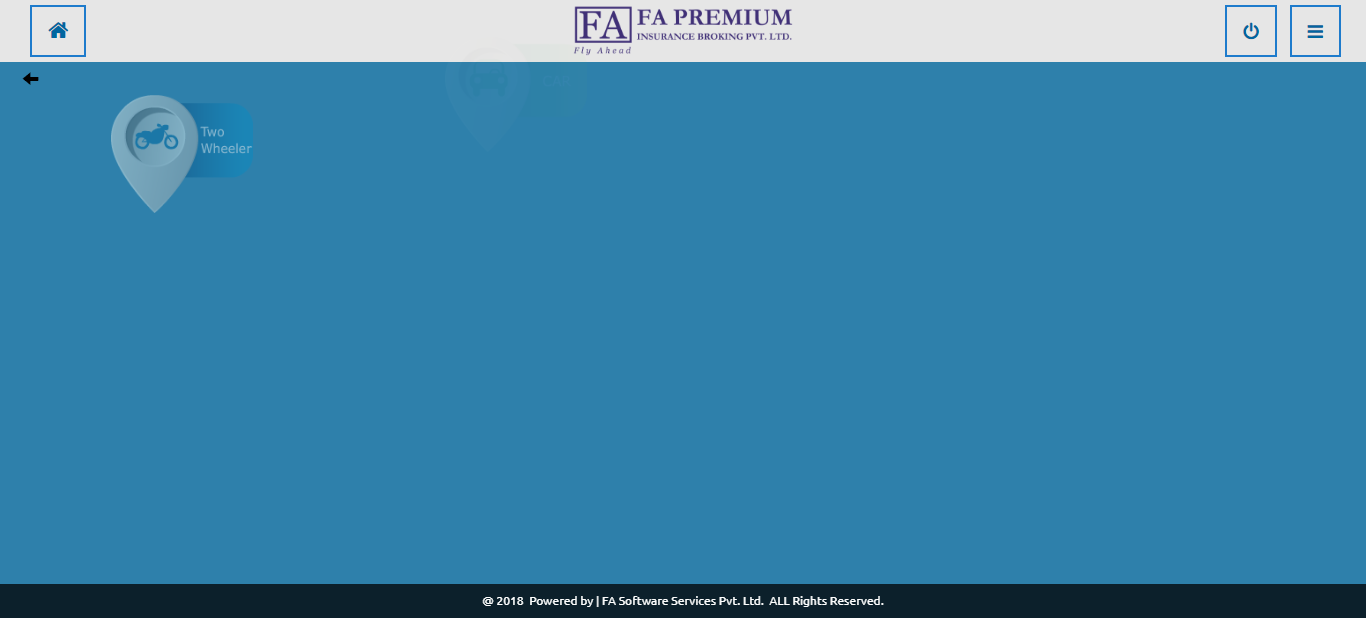 FA
FA PREMIUM
INSURANCE BROKING PVT. LTD.
Fly Ahead
Two
Wheeler
@ 2018 Powered by | FA Software Services Pvt. Ltd. ALL Rights Reserved.